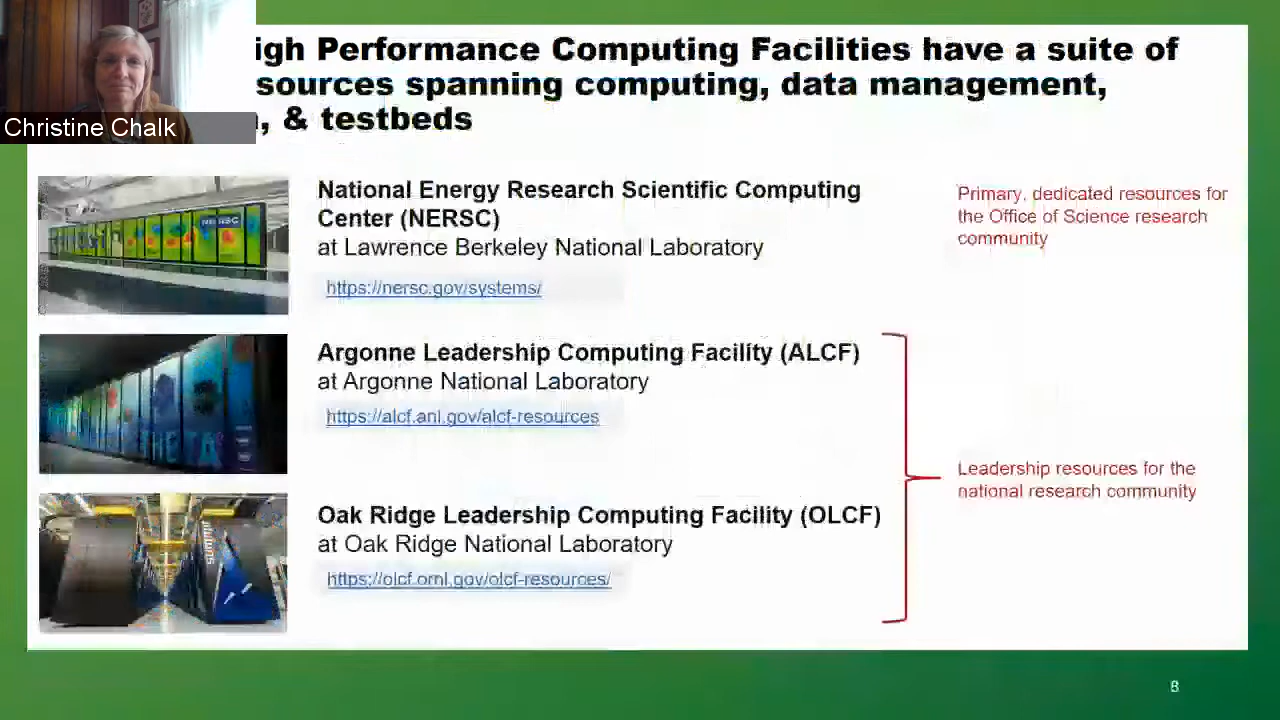 igh Performance Computing Facilities have a suite of
sources spanning computing, data management,
, & testbeds
Christine Chalk
National Energy Research Scientific Computing
Center (NERSC)
at Lawrence Berkeley National Laboratory
https://nersc.gov/systems/
Primary, dedicated resources for
the Office of Science research
community
NERSC
Argonne Leadership Computing Facility (ALCF)
at Argonne National Laboratory
https://alcf.anl.gov/alcf-resources
THETA
Leadership resources for the
national research community
Oak Ridge Leadership Computing Facility (OLCF)
at Oak Ridge National Laboratory
https://olcf.ornl.gov/olcf-resources/
8